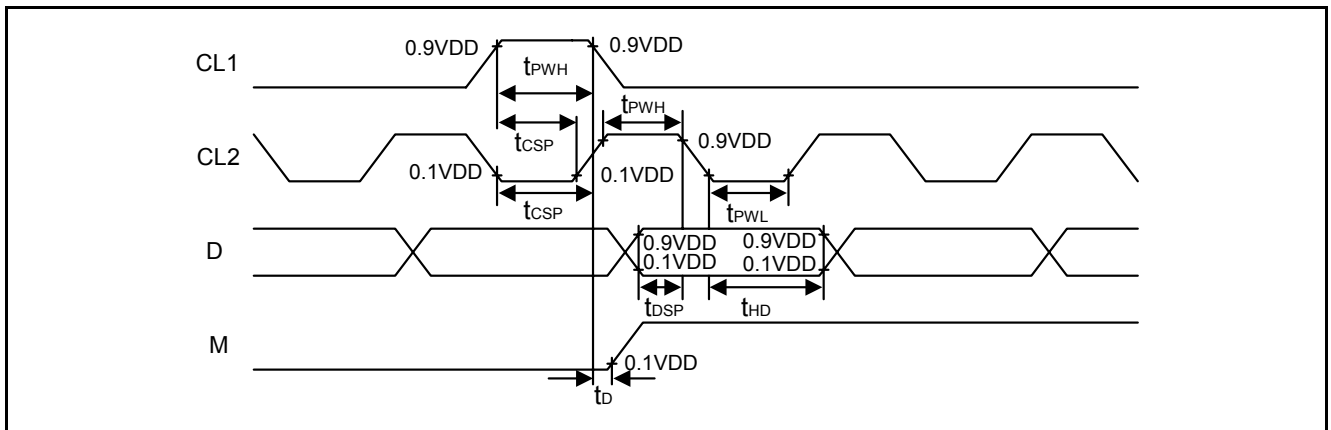 CL1
0.9VDD
0.9VDD
tPWH
tPWH
tCSP
CL2
0.9VDD
0.1VDD
0.1VDD
tCSP
tPWL
D
0.9VDD
0.9VDD
0.1VDD
0.1VDD
tDSP
tHD
M
0.1VDD
tD